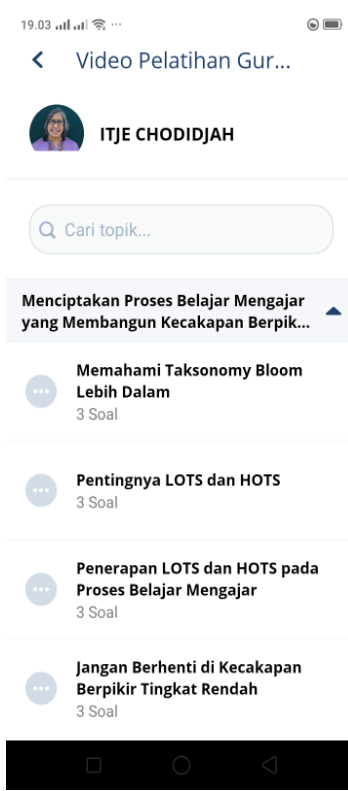 19.03
Video Pelatihan Gur...
ITJE CHODIDJAH
Cari topik...
Menciptakan Proses Belajar Mengajar
yang Membangun Kecakapan Berpik...
Memahami Taksonomy Bloom
Lebih Dalam
3 Soal
Pentingnya LOTS dan HOTS
3 Soal
Penerapan LOTS dan HOTS pada
Proses Belajar Mengajar
3 Soal
Jangan Berhenti di Kecakapan
Berpikir Tingkat Rendah
3 Soal